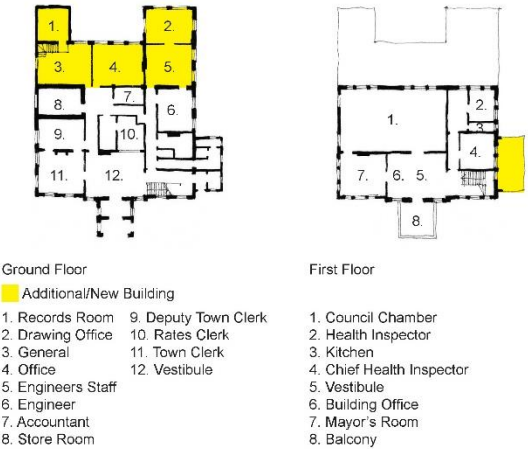 1.
2.
3.
4.
5.
8.
7.
6.
9.
10.
11.
12.
1.
2.
3
4.
7.
6.
5.
8.
Ground Floor
Additional/New Building
1. Records Room
2. Drawing Office
3. General
4. Office
5. Engineers Staff
6. Engineer
7. Accountant
8. Store Room
9. Deputy Town Clerk
10. Rates Clerk
11. Town Clerk
12. Vestibule
First Floor
1. Council Chamber
2. Health Inspector
3. Kitchen
4. Chief Health Inspector
5. Vestibule
6. Building Office
7. Mayor's Room
8. Balcony